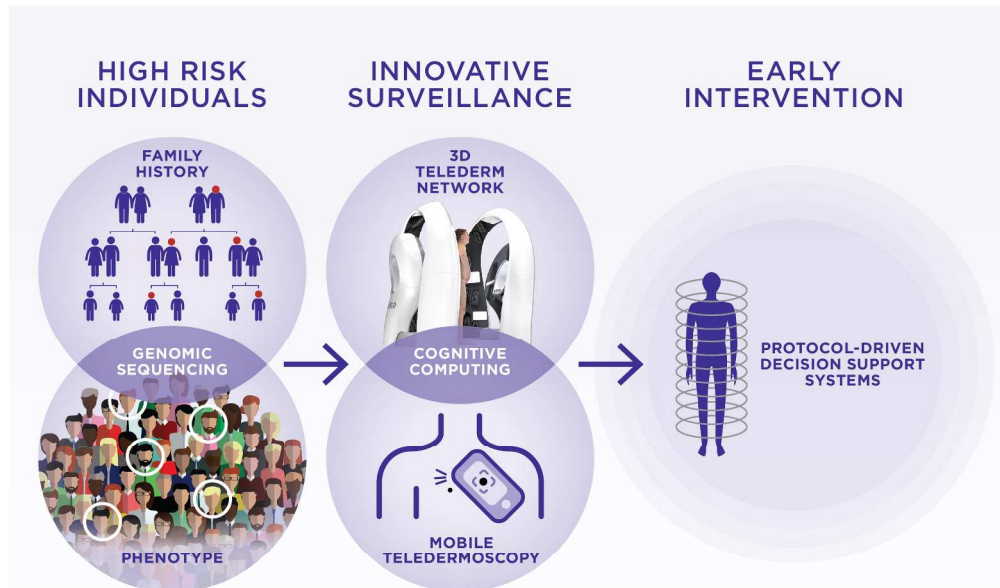 HIGH RISK
INDIVIDUALS
FAMILY
HISTORY
GENOMIC
SEQUENCING
PHENOTYPE
INNOVATIVE
SURVEILLANCE
3D
TELEDERM
NETWORK
COGNITIVE
COMPUTING
MOBILE
TELEDERMOSCOPY
EARLY
INTERVENTION
PROTOCOL-DRIVEN
DECISION SUPPORT
SYSTEMS